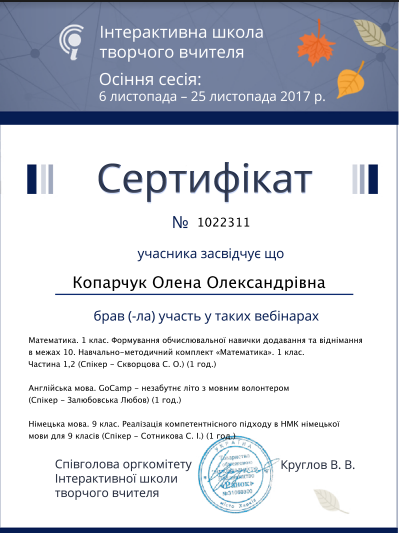 Інтерактивна школа
творчого вчителя
Осіння сесія:
6 листопада – 25 листопада 2017 р.
Сертифікат
№ 1022311
учасника засвідчує що
Копарчук Олена Олександрівна
брав (-ла) участь у таких вебінарах
Математика. 1 клас. Формування обчислювальної навички додавання та віднімання
в межах 10. Навчально-методичний комплект «Математика». 1 клас.
Частина 1,2 (Спікер - Скворцова С. О.) (1 год.)
Англійська мова. GoCamp - незабутнє літо з мовним волонтером
(Спікер - Залюбовська Любов) (1 год.)
Німецька мова. 9 клас. Реалізація компетентнісного підходу в НМК німецької
мови для 9 класів (Спікер - Сотникова С. І.) (1 год.)
Співголова оргкомітету
Інтерактивної школи
творчого вчителя
Круглов В. В.
УКРАЇНА
«РАНОК»
місто Харків